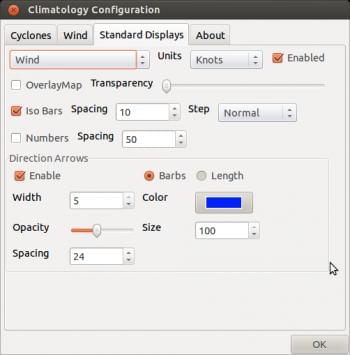 Climatology Configuration
Cyclones Wind Standard Displays About
Wind Units Knots Enabled
OverlayMap Transparency
Iso Bars Spacing 10 Step Normal
Numbers Spacing 50
Direction Arrows
Enable Barbs Length
Width 5 Color
Opacity Size 100
Spacing 24
OK